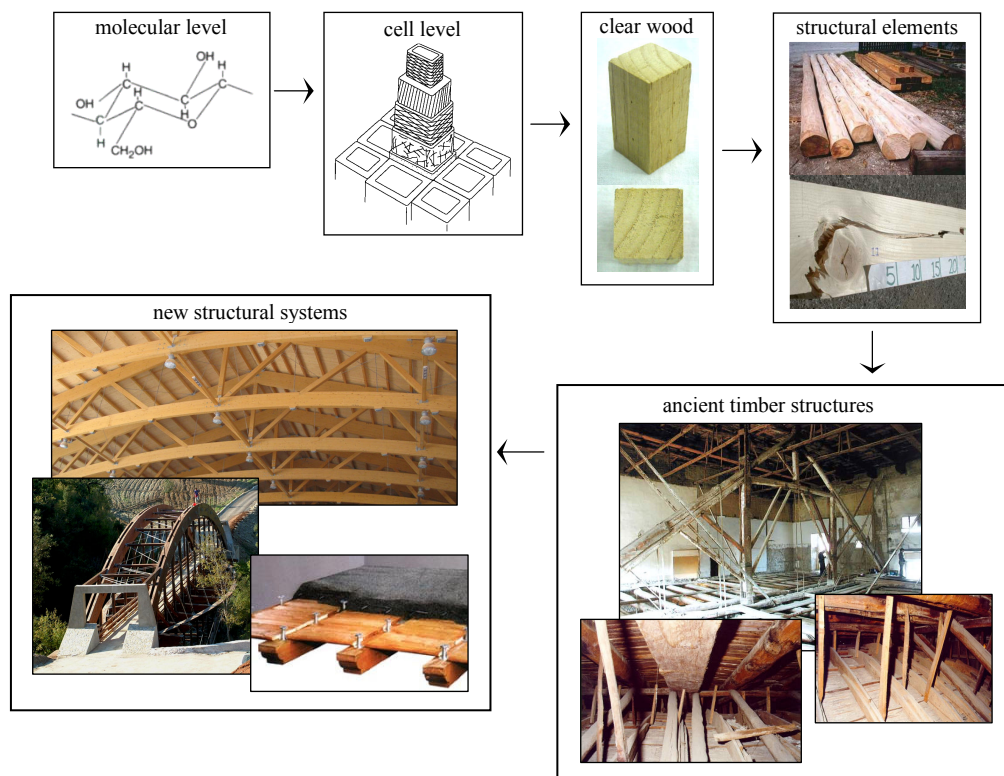 molecular level
H
OH
H
OH
H
H
O
CH₂OH
cell level
clear wood
structural elements
11
5 10 15 20
new structural systems
ancient timber structures